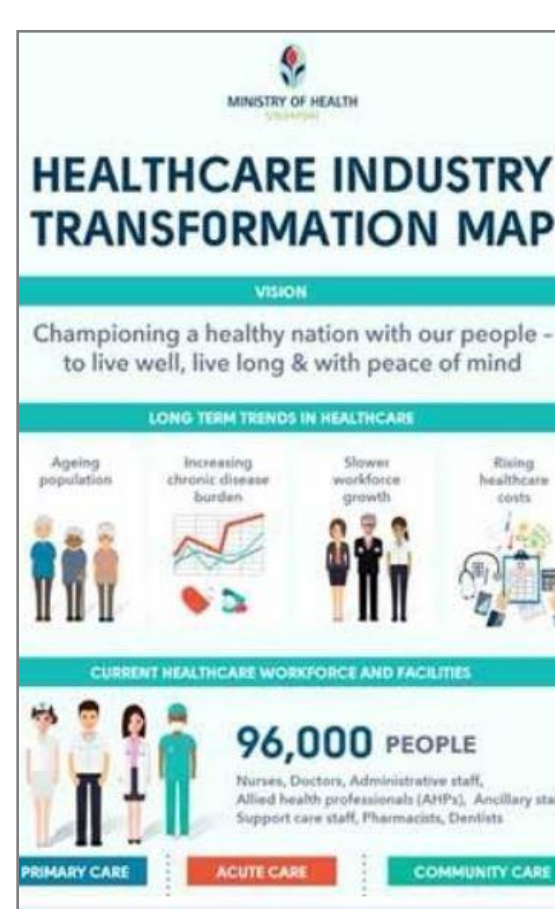 MINISTRY OF HEALTH
SINGAPORE
HEALTHCARE INDUSTRY
TRANSFORMATION MAP
VISION
Championing a healthy nation with our people -
to live well, live long & with peace of mind
LONG TERM TRENDS IN HEALTHCARE
Ageing
population
Increasing
chronic disease
burden
Slower
workforce
growth
Rising
healthcare
costs
CURRENT HEALTHCARE WORKFORCE AND FACILITIES
96,000 PEOPLE
Nurses, Doctors, Administrative staff,
Allied health professionals (AHPs), Ancillary sta
Support care staff, Pharmacists, Dentists
PRIMARY CARE
ACUTE CARE
COMMUNITY CARE